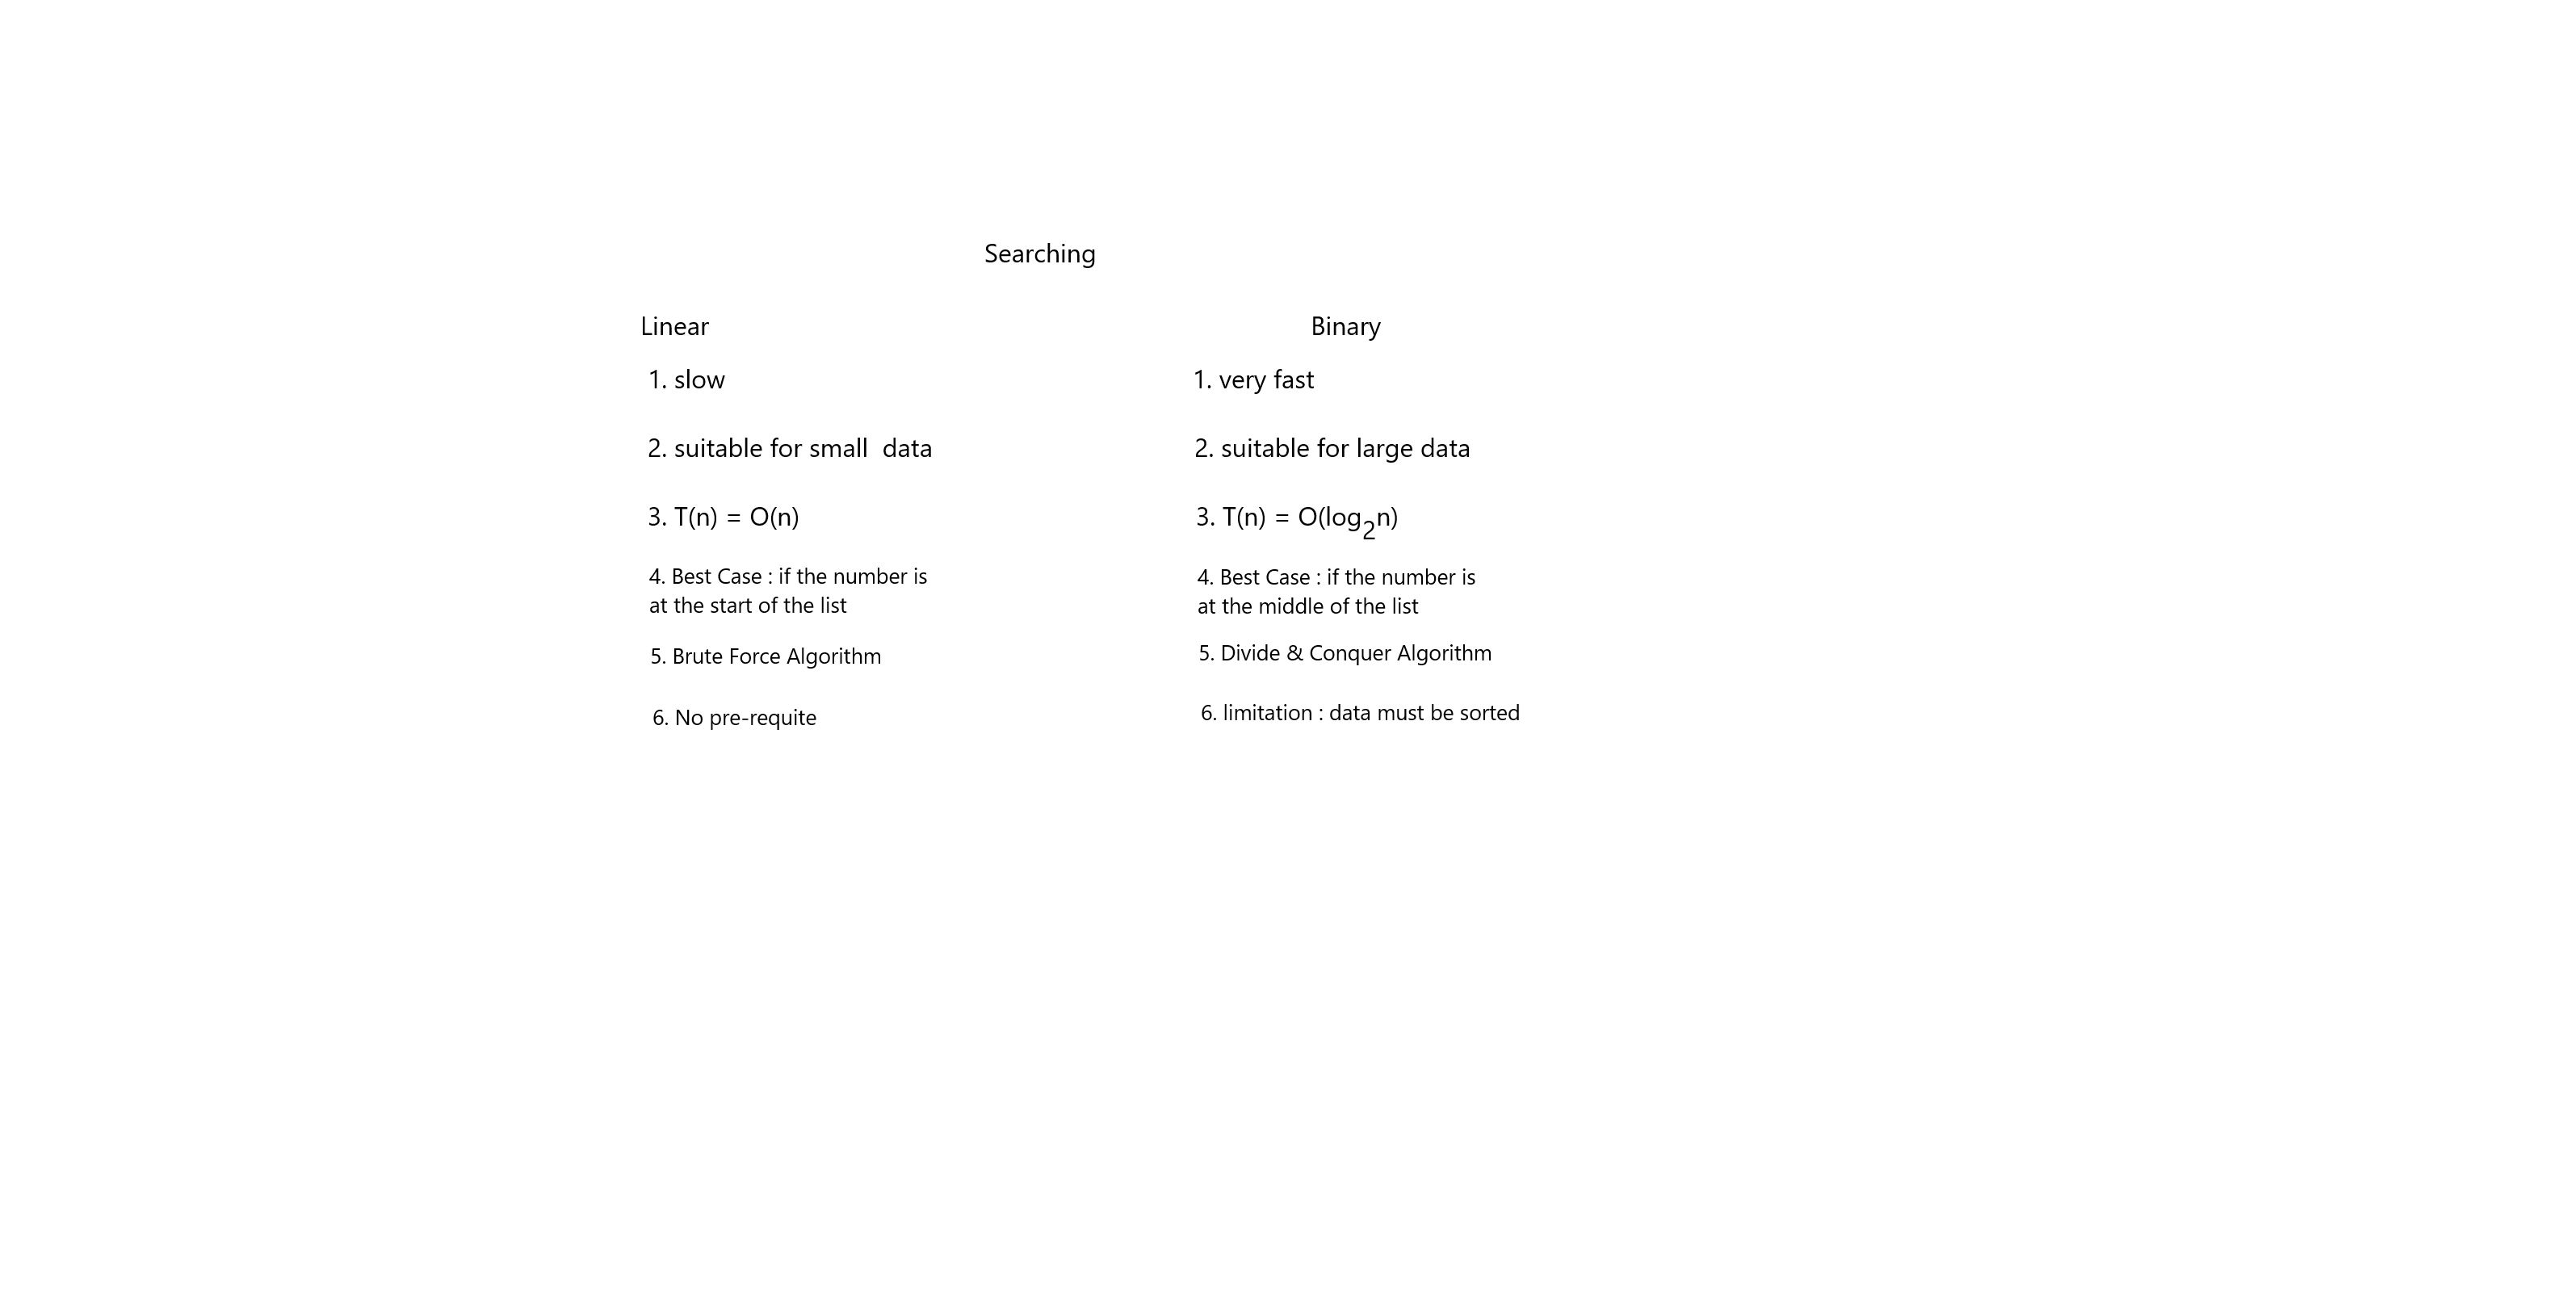 Searching
Linear
1. slow
2. suitable for small  data
3. T(n) = O(n)
4. Best Case : if the number is
at the start of the list
5. Brute Force Algorithm
6. No pre-requite
Binary
1. very fast
2. suitable for large data
3. T(n) = O(log2n)
4. Best Case : if the number is
at the middle of the list
5. Divide & Conquer Algorithm
6. limitation : data must be sorted